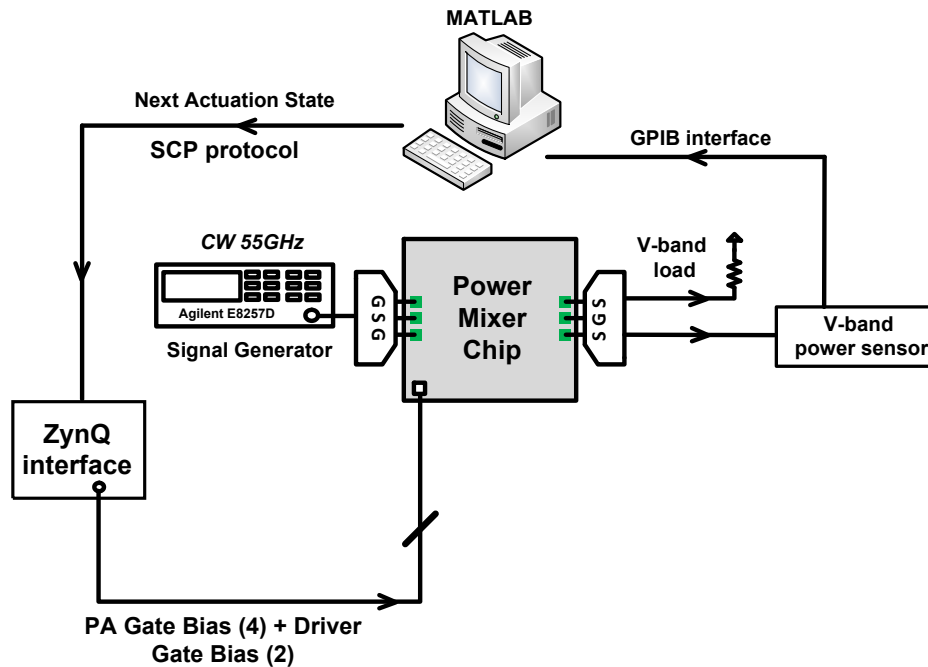 MATLAB
Next Actuation State
SCP protocol
GPIB interface
CW 55GHz
Agilent E8257D
Signal Generator
G S G
Power
Mixer
Chip
S G S
V-band
load
V-band
power sensor
ZynQ
interface
PA Gate Bias (4) + Driver
Gate Bias (2)